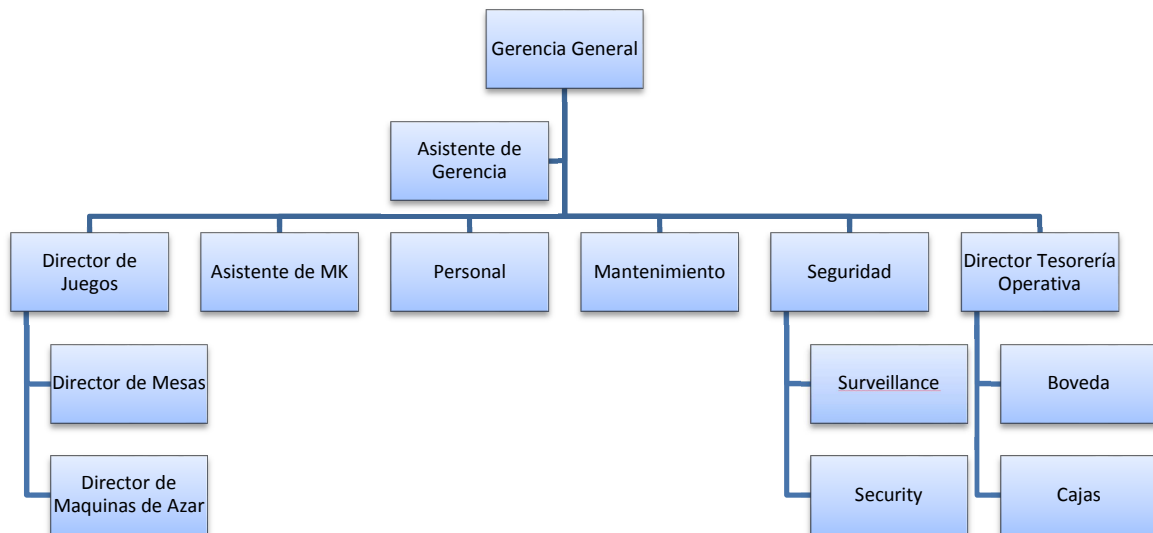 Gerencia General
Asistente de
Gerencia
Director de
Juegos
Asistente de MK
Personal
Mantenimiento
Seguridad
Director Tesorería
Operativa
Director de Mesas
Surveillance
Boveda
Director de
Maquinas de Azar
Security
Cajas